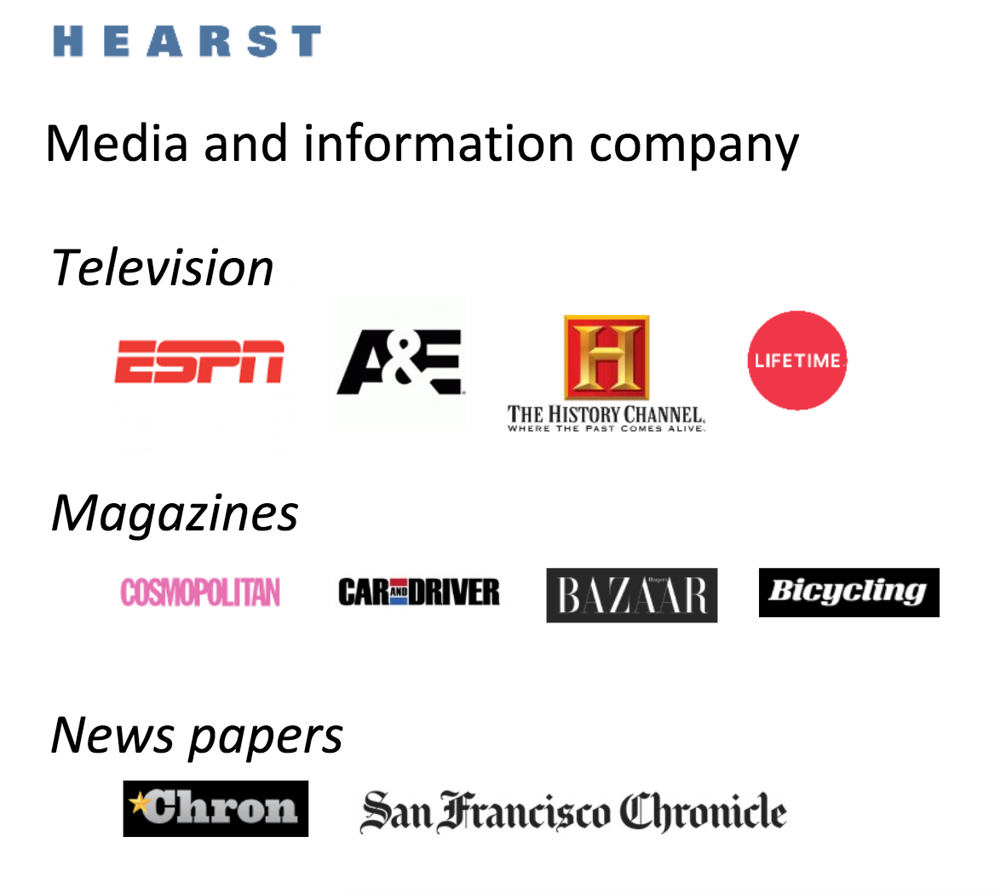 HEARST
Media and information company
Television
ESPN A&E H LIFETIME
THE HISTORY CHANNEL.
WHERE THE PAST COMES ALIVE.
Magazines
COSMOPOLITAN CAR AND DRIVER Harper's BAZAAR Bicycling
News papers
Chron San Francisco Chronicle